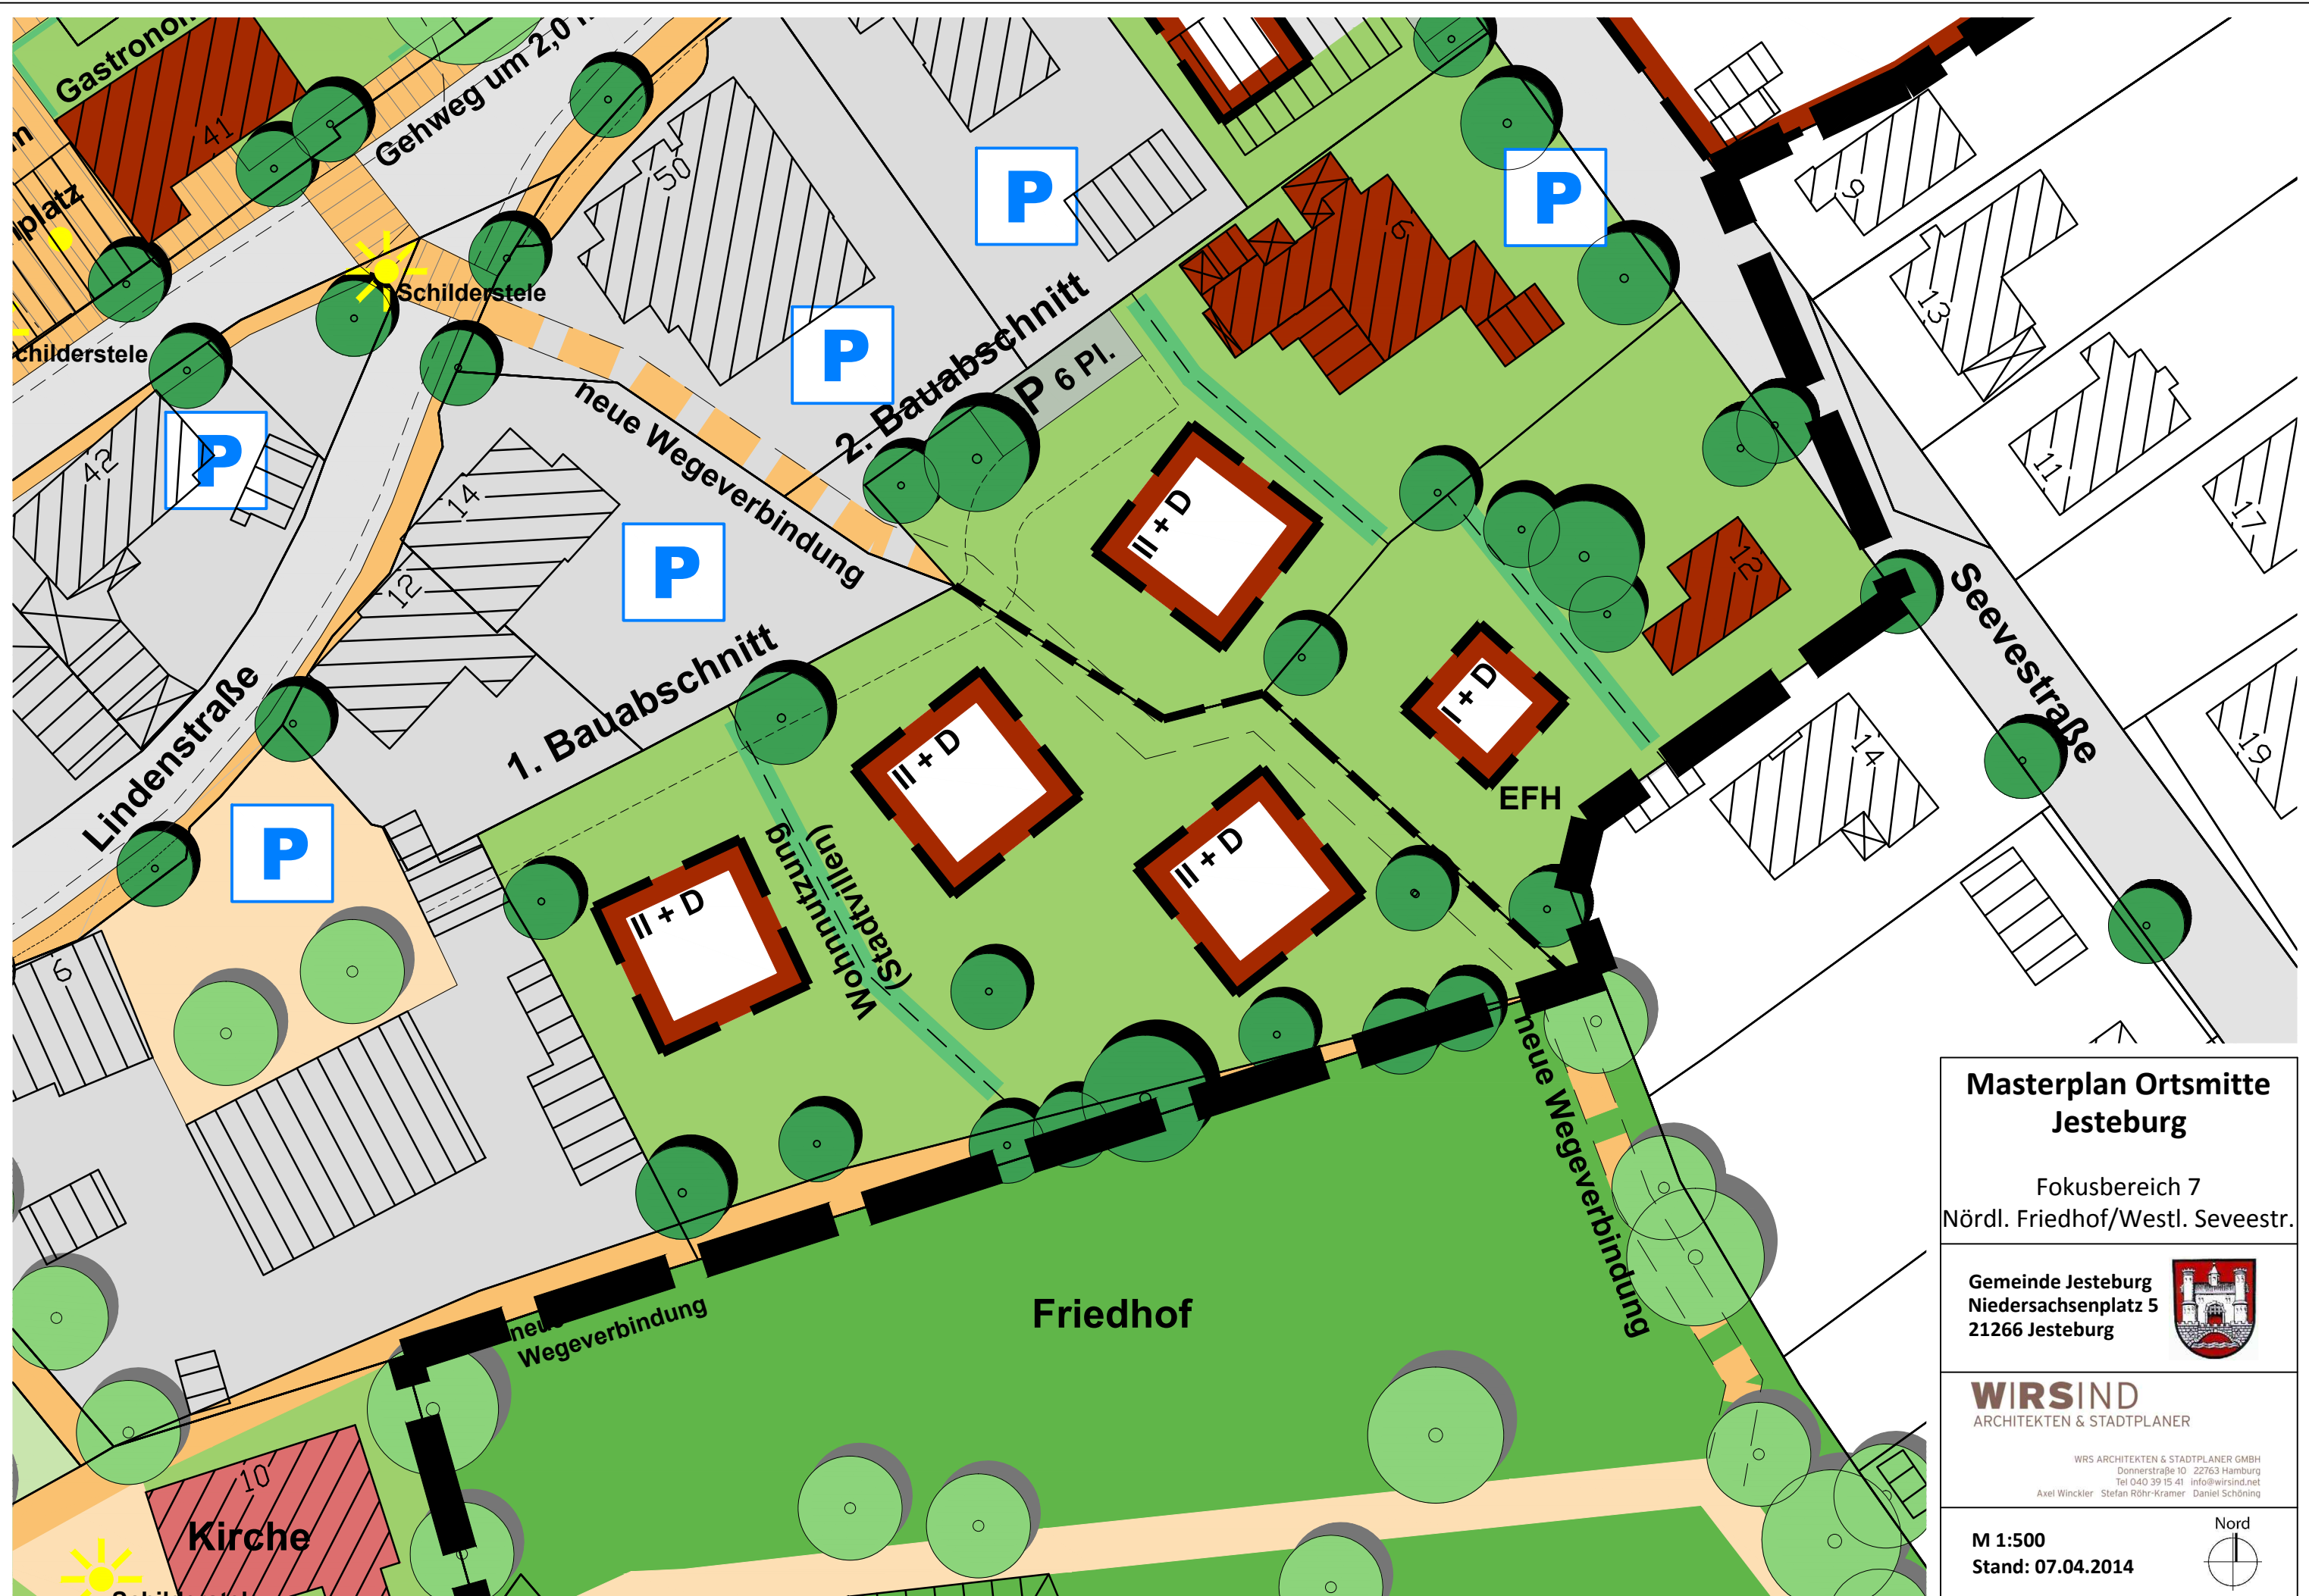 Gehweg um 2,0
41
50
P
P
6
9
13
Schilderstele
P
2. Bauabschnitt
P 6 Pl.
11
17
42
P
14
neue Wegeverbindung
III + D
12
12
P
Seevestraße
1. Bauabschnitt
I + D
Lindenstraße
II + D
14
19
EFH
P
II + D
Wohnnutzung
(Stadtvillen)
II + D
6
neue Wegeverbindung
Wegeverbindung
Friedhof
10
Kirche
Masterplan Ortsmitte
Jesteburg
Fokusbereich 7
Nördl. Friedhof/Westl. Seveestr.
Gemeinde Jesteburg
Niedersachsenplatz 5
21266 Jesteburg
WIRSIND
ARCHITEKTEN & STADTPLANER
WRS ARCHITEKTEN & STADTPLANER GMBH
Donnerstraße 10 22763 Hamburg
Tel 040 39 15 41 info@wirsind.net
Axel Winckler Stefan Röhr-Kramer Daniel Schöning
Nord
M 1:500
Stand: 07.04.2014